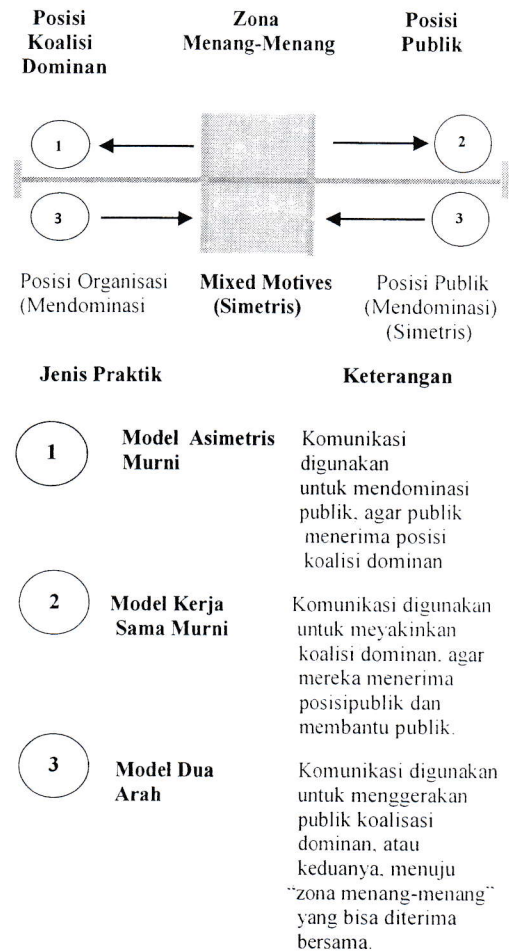 Posisi Koalisi Dominan
Zona Menang-Menang
Posisi Publik
1
2
3
3
Posisi Organisasi (Mendominasi
Mixed Motives (Simetris)
Posisi Publik (Mendominasi) (Simetris)
Jenis Praktik
Keterangan
1
Model Asimetris
Murni
Komunikasi
digunakan
untuk mendominasi
publik, agar publik
menerima posisi
koalisi dominan
2
Model Kerja
Sama Murni
Komunikasi digunakan
untuk meyakinkan
koalisi dominan, agar
mereka menerima
posisipublik dan
membantu publik.
3
Model Dua
Arah
Komunikasi digunakan
untuk menggerakan
publik koalisasi
dominan, atau
keduanya, menuju
"zona menang-menang"
yang bisa diterima
bersama.